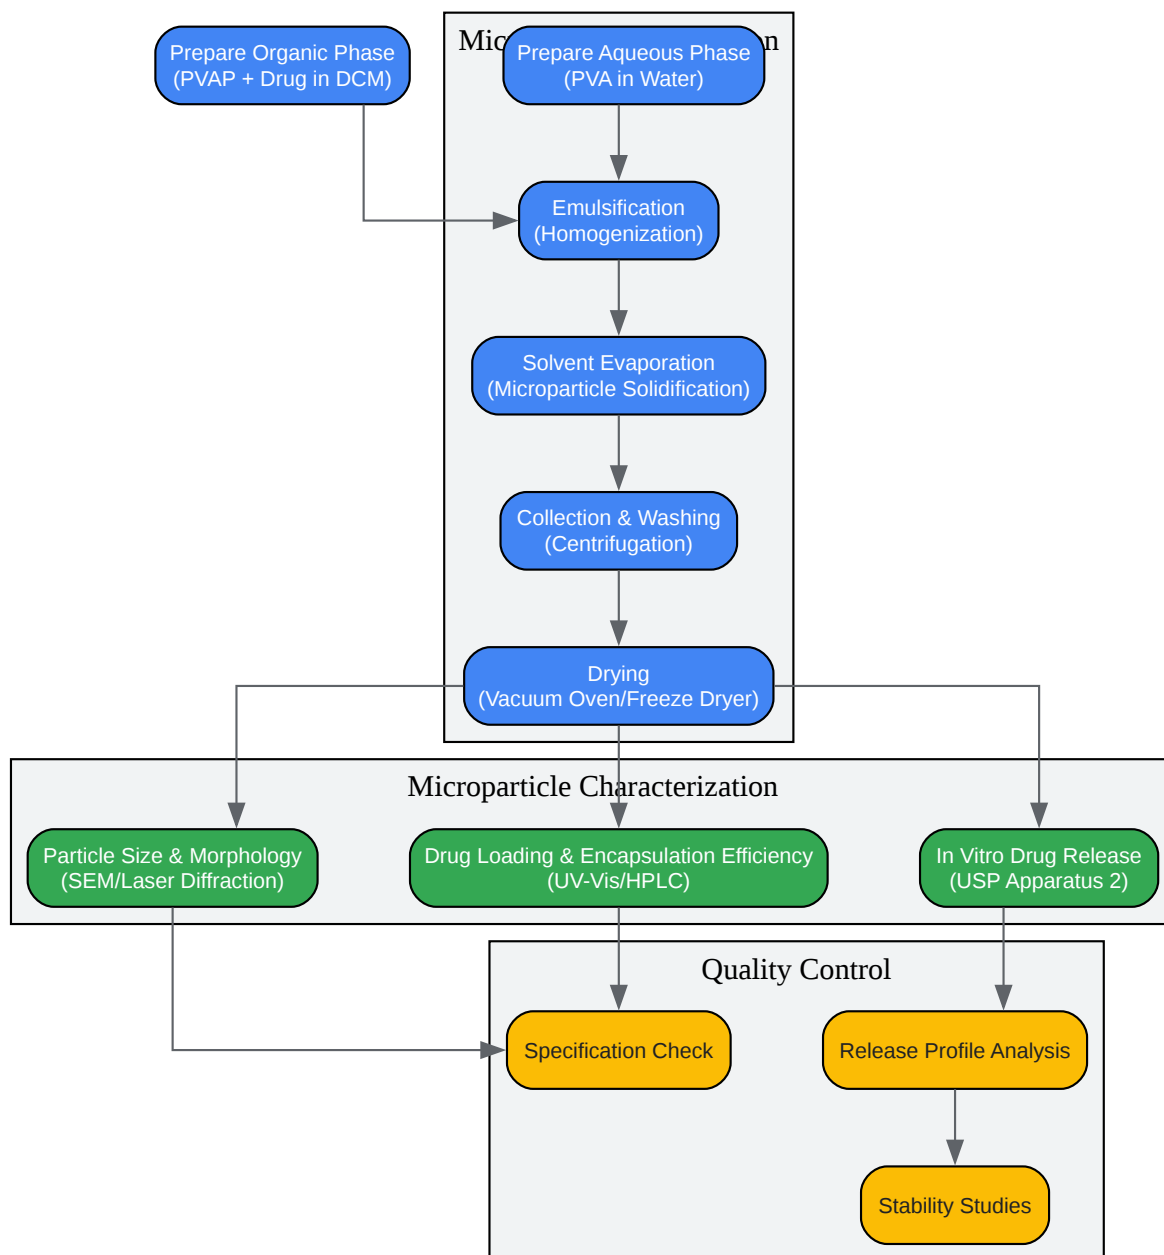 Prepare Organic Phase
(PVAP + Drug in DCM)
Prepare Aqueous Phase
(PVA in Water)
Emulsification
(Homogenization)
Solvent Evaporation
(Microparticle Solidification)
Collection & Washing
(Centrifugation)
Drying
(Vacuum Oven/Freeze Dryer)
Microparticle Characterization
Particle Size & Morphology
(SEM/Laser Diffraction)
Drug Loading & Encapsulation Efficiency
(UV-Vis/HPLC)
In Vitro Drug Release
(USP Apparatus 2)
Quality Control
Specification Check
Release Profile Analysis
Stability Studies